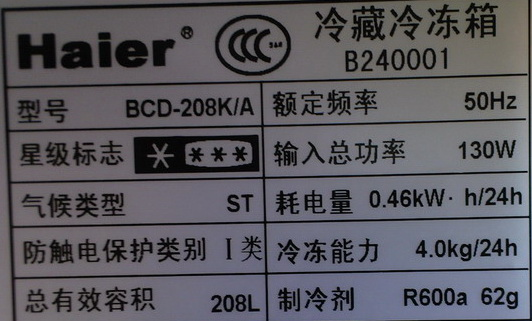 Haier® CCC S&E 冷藏冷冻箱
B240001
型号 BCD-208K/A 额定频率 50Hz
星级标志 * *** 输入总功率 130W
气候类型 ST 耗电量 0.46kW·h/24h
防触电保护类别 I类 冷冻能力 4.0kg/24h
总有效容积 208L 制冷剂 R600a 62g